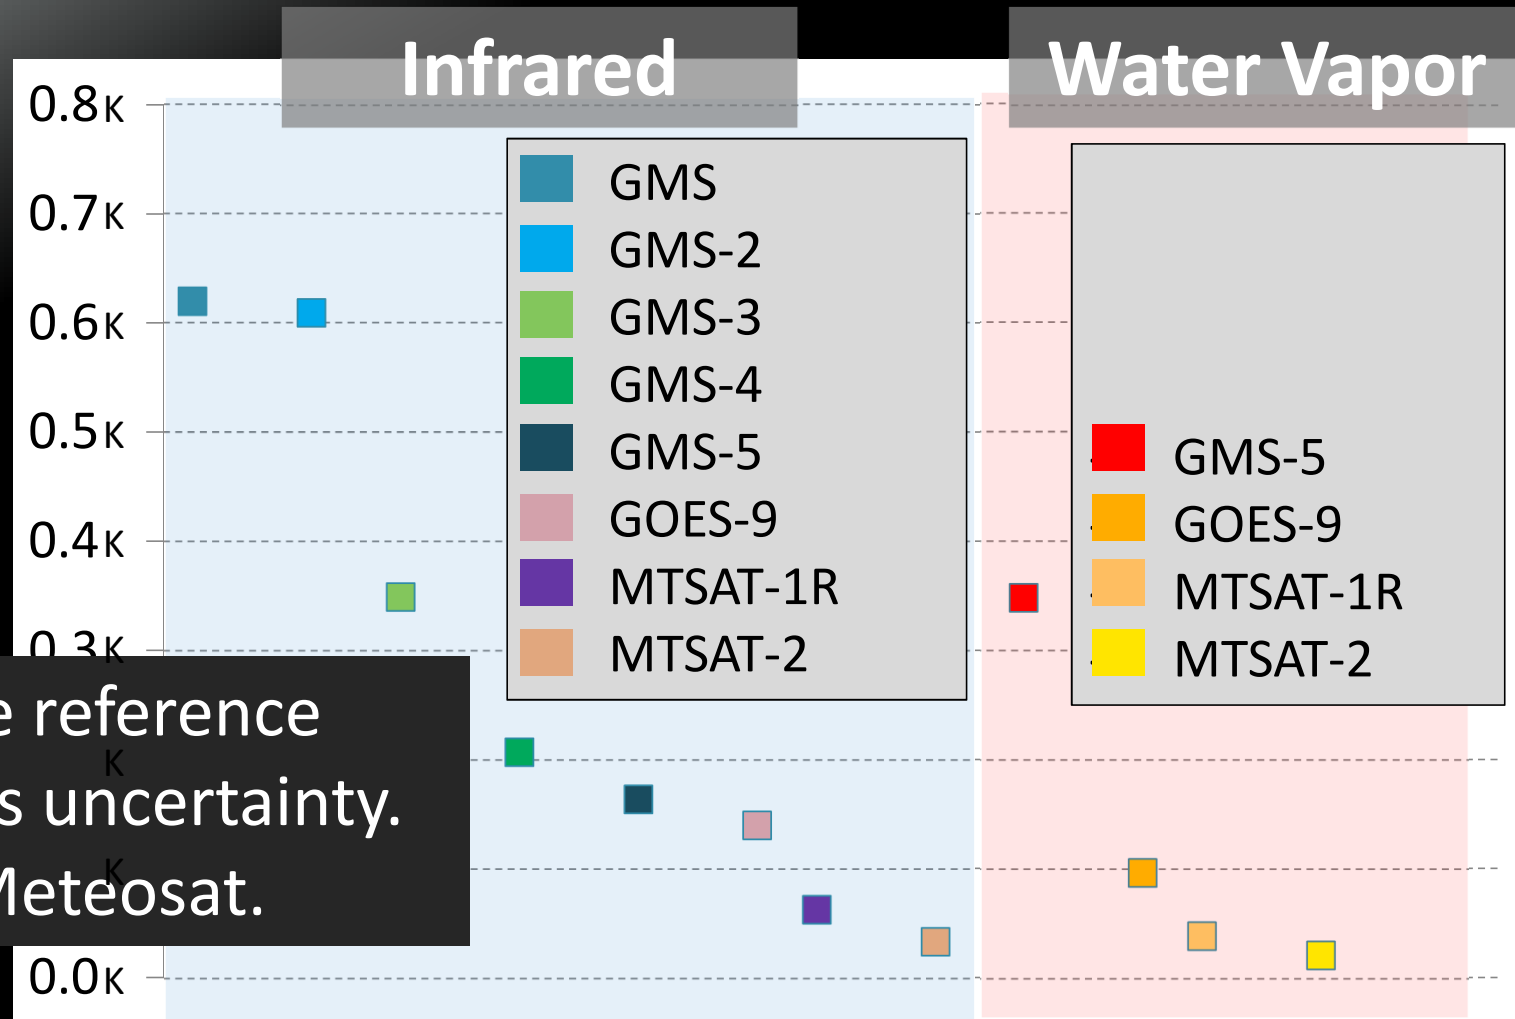 Infrared
Water Vapor
0.8K
0.7K
0.6K
0.5K
0.4K
0.3K
K
K
0.0K
GMS
GMS-2
GMS-3
GMS-4
GMS-5
GOES-9
MTSAT-1R
MTSAT-2
GMS-5
GOES-9
MTSAT-1R
MTSAT-2
reference
uncertainty.
Meteosat.